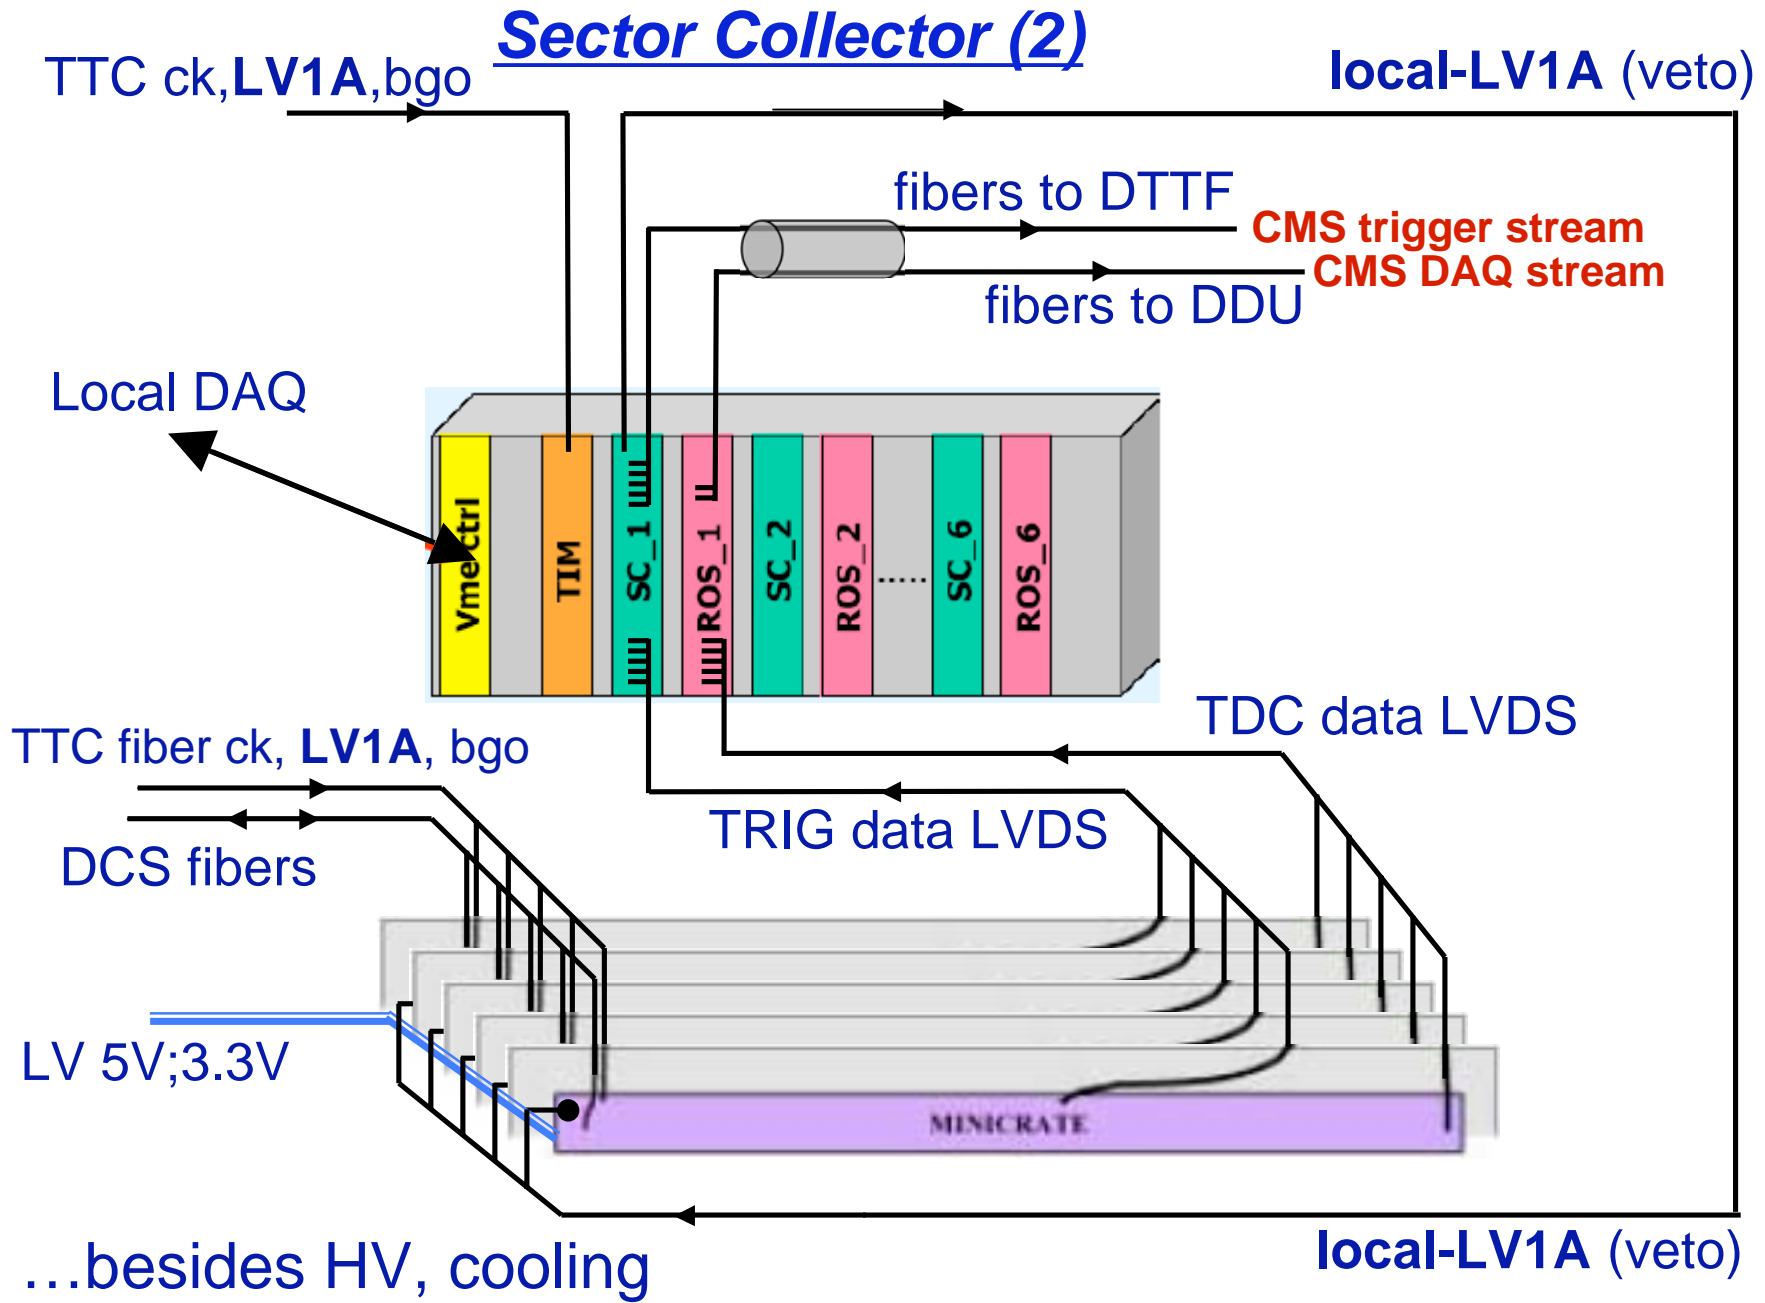 Sector Collector (2)
TTC ck,LV1A,bgo
local-LV1A (veto)
fibers to DTTF
CMS trigger stream
CMS DAQ stream
fibers to DDU
Local DAQ
Vmectrl
TIM
SC_1
ROS_1
SC_2
ROS_2
.....
SC_6
ROS_6
TDC data LVDS
TTC fiber ck, LV1A, bgo
TRIG data LVDS
DCS fibers
LV 5V;3.3V
MINICRATE
local-LV1A (veto)
…besides HV, cooling